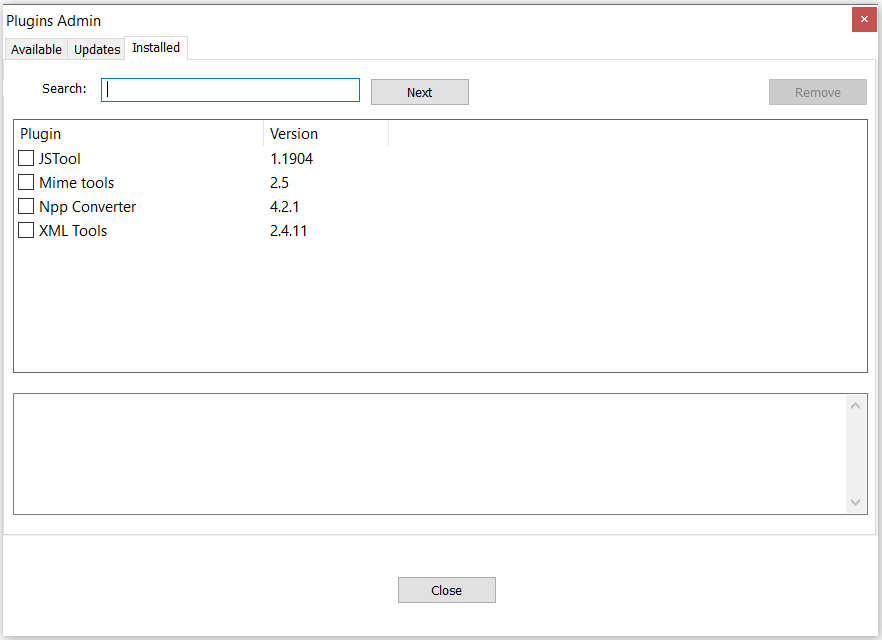 Plugins Admin
Available Updates Installed
Search: Next Remove
Plugin Version
JSTool 1.1904
Mime tools 2.5
Npp Converter 4.2.1
XML Tools 2.4.11
Close